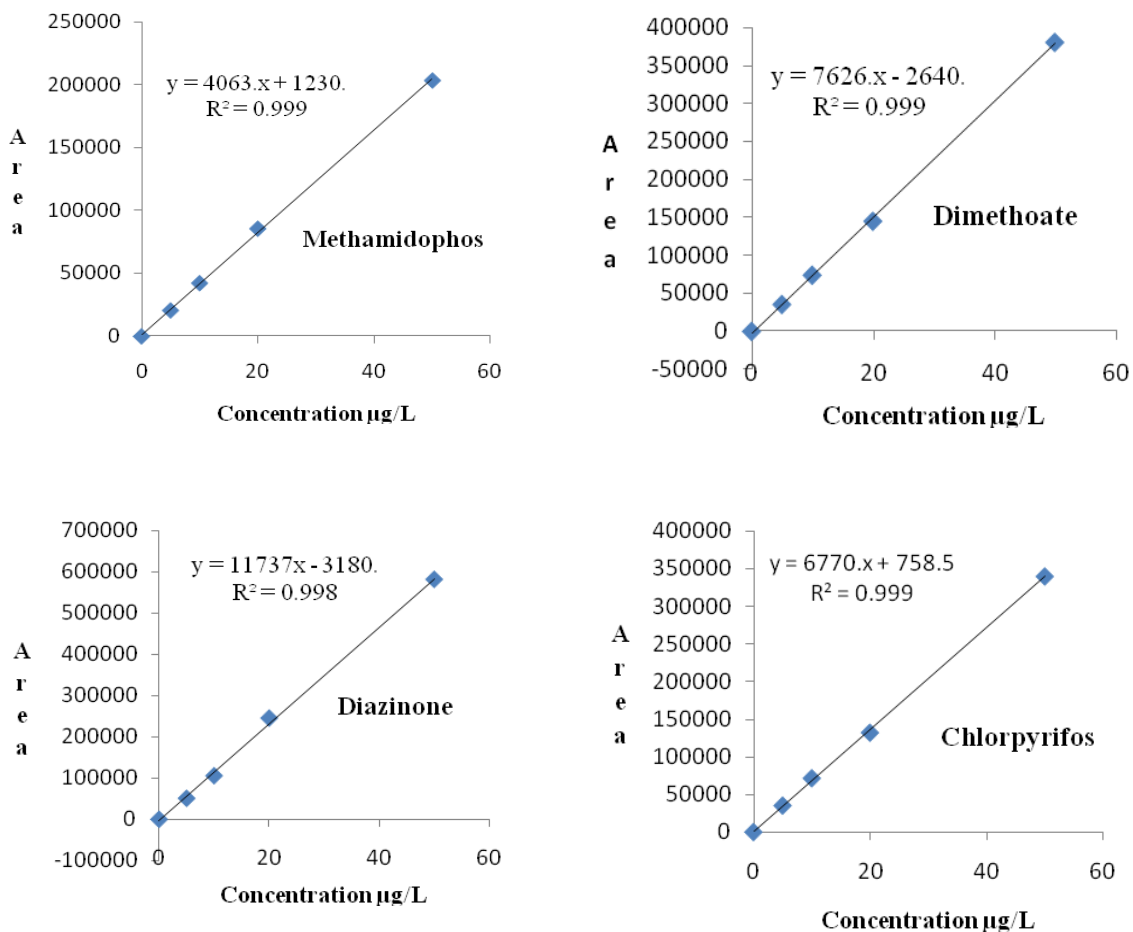 250000
200000
150000
100000
50000
0
0 20 40 60
y = 4063.x + 1230.
R² = 0.999
Area
Methamidophos
Concentration µg/L
400000
350000
300000
250000
200000
150000
100000
50000
0
-50000
0 20 40 60
y = 7626.x - 2640.
R² = 0.999
Area
Dimethoate
Concentration µg/L
700000
600000
500000
400000
300000
200000
100000
0
-100000
0 20 40 60
y = 11737x - 3180.
R² = 0.998
Area
Diazinone
Concentration µg/L
400000
350000
300000
250000
200000
150000
100000
50000
0
0 20 40 60
y = 6770.x + 758.5
R² = 0.999
Area
Chlorpyrifos
Concentration µg/L